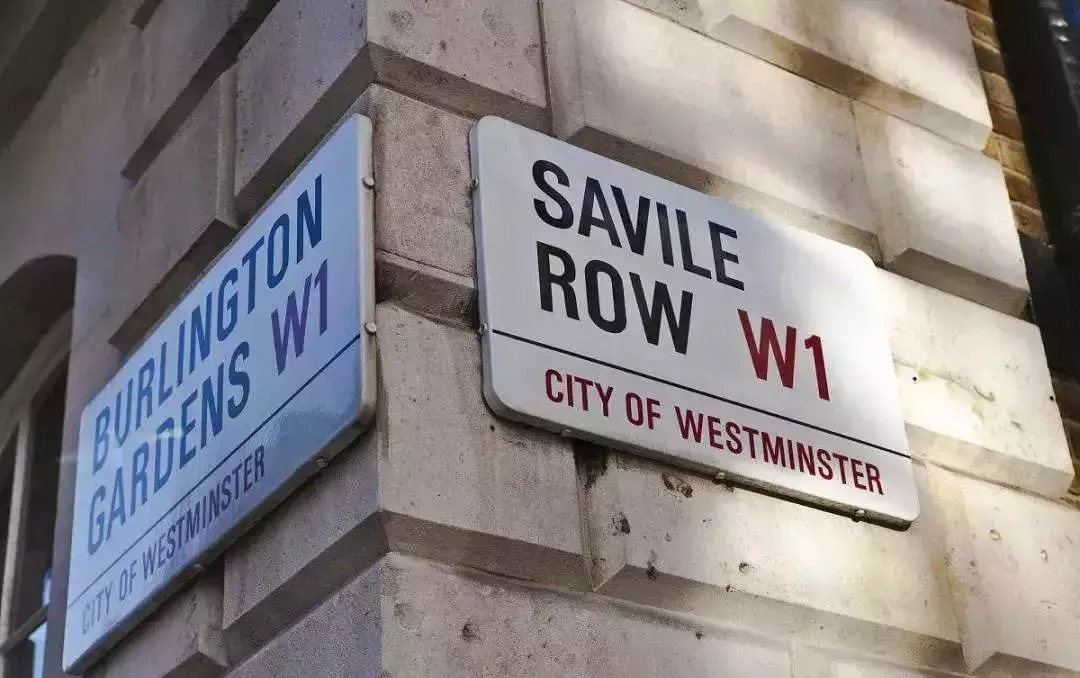 BURLINGTON
GARDENS W1
CITY OF WESTMINSTER
SAVILE
ROW W1
CITY OF WESTMINSTER